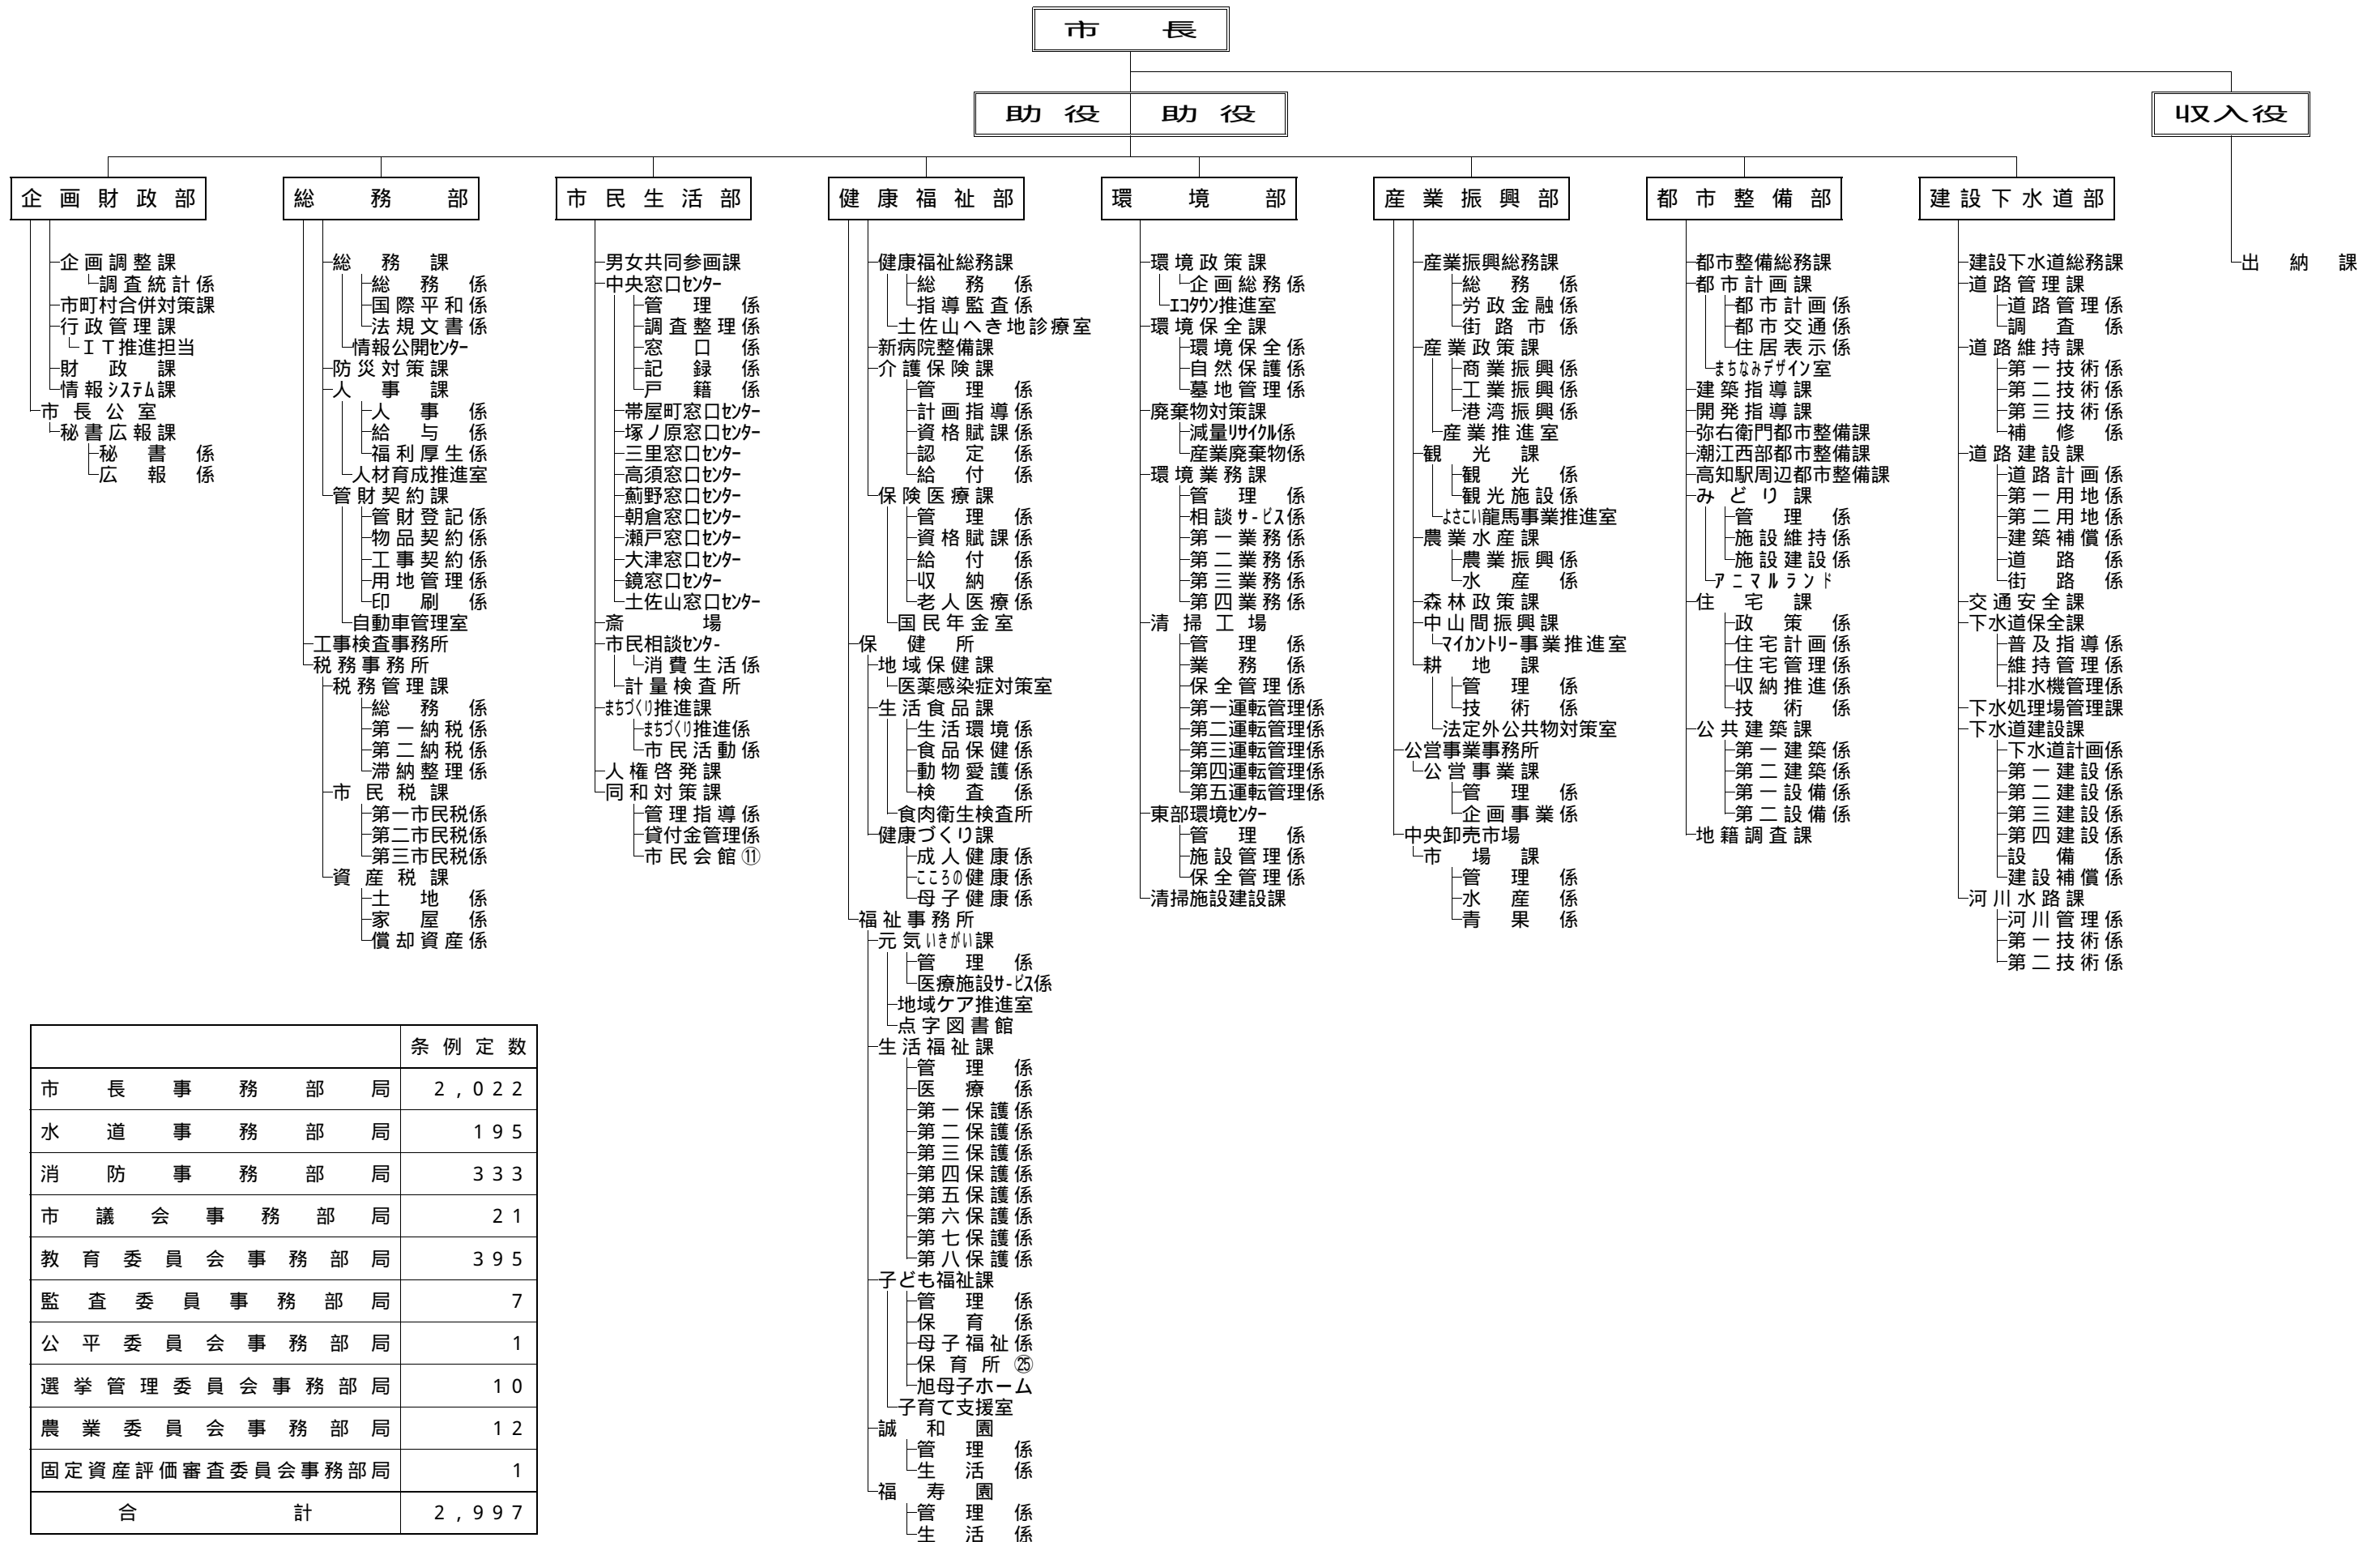 市長
助役 助役
収入役
企画財政部
企画調整課
調査統計係
市町村合併対策課
行政管理課
ＩＴ推進担当
財政課
情報ｼｽﾃﾑ課
市長公室
秘書広報課
秘書係
広報係
総務部
総務課
総務係
国際平和係
法規文書係
情報公開ｾﾝﾀｰ
防災対策課
人事課
人事係
給与係
福利厚生係
人材育成推進室
管財契約課
管財登記係
物品契約係
工事契約係
用地管理係
印刷係
自動車管理室
工事検査事務所
税務事務所
税務管理課
総務係
第一納税係
第二納税係
滞納整理係
市民税課
第一市民税係
第二市民税係
第三市民税係
資産税課
土地係
家屋係
償却資産係
市民生活部
男女共同参画課
中央窓口ｾﾝﾀｰ
管理係
調査整理係
窓口係
記録係
戸籍係
帯屋町窓口ｾﾝﾀｰ
塚ノ原窓口ｾﾝﾀｰ
三里窓口ｾﾝﾀｰ
高須窓口ｾﾝﾀｰ
薊野窓口ｾﾝﾀｰ
朝倉窓口ｾﾝﾀｰ
瀬戸窓口ｾﾝﾀｰ
大津窓口ｾﾝﾀｰ
鏡窓口ｾﾝﾀｰ
土佐山窓口ｾﾝﾀｰ
斎場
市民相談ｾﾝﾀ-
消費生活係
計量検査所
まちづくり推進課
まちづくり推進係
市民活動係
人権啓発課
同和対策課
管理指導係
貸付金管理係
市民会館⑪
健康福祉部
健康福祉総務課
総務係
指導監査係
土佐山へき地診療室
新病院整備課
介護保険課
管理係
計画指導係
資格賦課係
認定係
給付係
保険医療課
管理係
資格賦課係
給付係
収納係
老人医療係
国民年金室
保健所
地域保健課
医薬感染症対策室
生活食品課
生活環境係
食品保健係
動物愛護係
検査係
食肉衛生検査所
健康づくり課
成人健康係
こころの健康係
母子健康係
福祉事務所
元気いきがい課
管理係
医療施設ｻ-ﾋﾞｽ係
地域ケア推進室
点字図書館
生活福祉課
管理係
医療係
第一保護係
第二保護係
第三保護係
第四保護係
第五保護係
第六保護係
第七保護係
第八保護係
子ども福祉課
管理係
保育係
母子福祉係
保育所㉕
旭母子ホーム
子育て支援室
誠和園
管理係
生活係
福寿園
管理係
生活係
環境部
環境政策課
企画総務係
ｴｺﾀｳﾝ推進室
環境保全課
環境保全係
自然保護係
墓地管理係
廃棄物対策課
減量ﾘｻｲｸﾙ係
産業廃棄物係
環境業務課
管理係
相談ｻ-ﾋﾞｽ係
第一業務係
第二業務係
第三業務係
第四業務係
清掃工場
管理係
業務係
保全管理係
第一運転管理係
第二運転管理係
第三運転管理係
第四運転管理係
第五運転管理係
東部環境ｾﾝﾀｰ
管理係
施設管理係
保全管理係
清掃施設建設課
産業振興部
産業振興総務課
総務係
労政金融係
街路市係
産業政策課
商業振興係
工業振興係
港湾振興係
産業推進室
観光課
観光係
観光施設係
よさこい龍馬事業推進室
農業水産課
農業振興係
水産係
森林政策課
中山間振興課
ﾏｲｶﾝﾄﾘｰ事業推進室
耕地課
管理係
技術係
法定外公共物対策室
公営事業事務所
公営事業課
管理係
企画事業係
中央卸売市場
市場課
管理係
水産係
青果係
都市整備部
都市整備総務課
都市計画課
都市計画係
都市交通係
住居表示係
まちなみﾃﾞｻﾞｲﾝ室
建築指導課
開発指導課
弥右衛門都市整備課
潮江西部都市整備課
高知駅周辺都市整備課
みどり課
管理係
施設維持係
施設建設係
アニマルランド
住宅課
政策係
住宅計画係
住宅管理係
収納推進係
技術係
公共建築課
第一建築係
第二建築係
第一設備係
第二設備係
地籍調査課
建設下水道部
建設下水道総務課
道路管理課
道路管理係
調査係
道路維持課
第一技術係
第二技術係
第三技術係
補修係
道路建設課
道路計画係
第一用地係
第二用地係
建築補償係
道路係
街路係
交通安全課
下水道保全課
普及指導係
維持管理係
排水機管理係
下水処理場管理課
下水道建設課
下水道計画係
第一建設係
第二建設係
第三建設係
第四建設係
設備係
建設補償係
河川水路課
河川管理係
第一技術係
第二技術係
出納課
条例定数
市長事務部局 2,022
水道事務部局 195
消防事務部局 333
市議会事務部局 21
教育委員会事務部局 395
監査委員事務部局 7
公平委員会事務部局 1
選挙管理委員会事務部局 10
農業委員会事務部局 12
固定資産評価審査委員会事務部局 1
合計 2,997